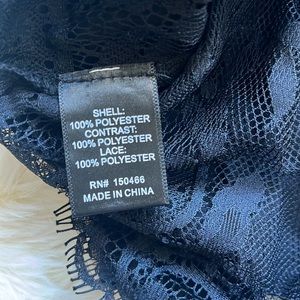 SHELL:
100% POLYESTER
CONTRAST:
100% POLYESTER
LACE:
100% POLYESTER
RN# 150466
MADE IN CHINA